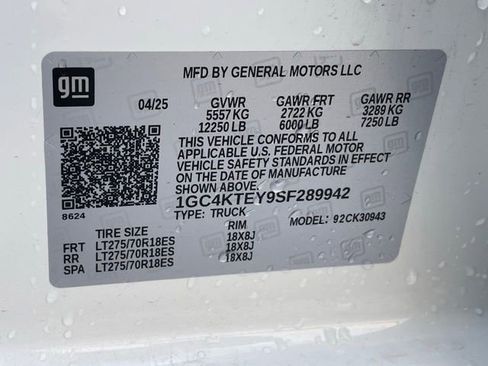 gm
MFD BY GENERAL MOTORS LLC
04/25 GVWR GAWR FRT GAWR RR
5557 KG 2722 KG 3289 KG
12250 LB 6000 LB 7250 LB
THIS VEHICLE CONFORMS TO ALL
APPLICABLE U.S. FEDERAL MOTOR
VEHICLE SAFETY STANDARDS IN EFFECT
ON THE DATE OF MANUFACTURE
SHOWN ABOVE.
1GC4KTEY9SF289942
8624
TYPE: TRUCK MODEL: 92CK30943
TIRE SIZE RIM
FRT LT275/70R18ES 18X8J
RR LT275/70R18ES 18X8J
SPA LT275/70R18ES 18X8J